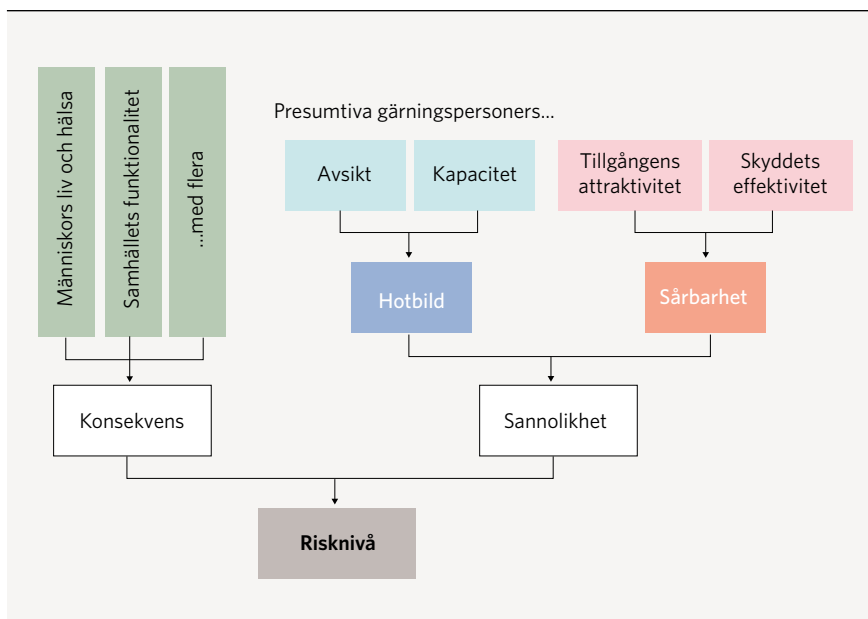 Människors liv och hälsa
Samhällets funktionalitet
...med flera
Presumtiva gärningspersoners...
Avsikt
Kapacitet
Tillgångens
attraktivitet
Skyddets
effektivitet
Hotbild
Sårbarhet
Konsekvens
Sannolikhet
Risknivå